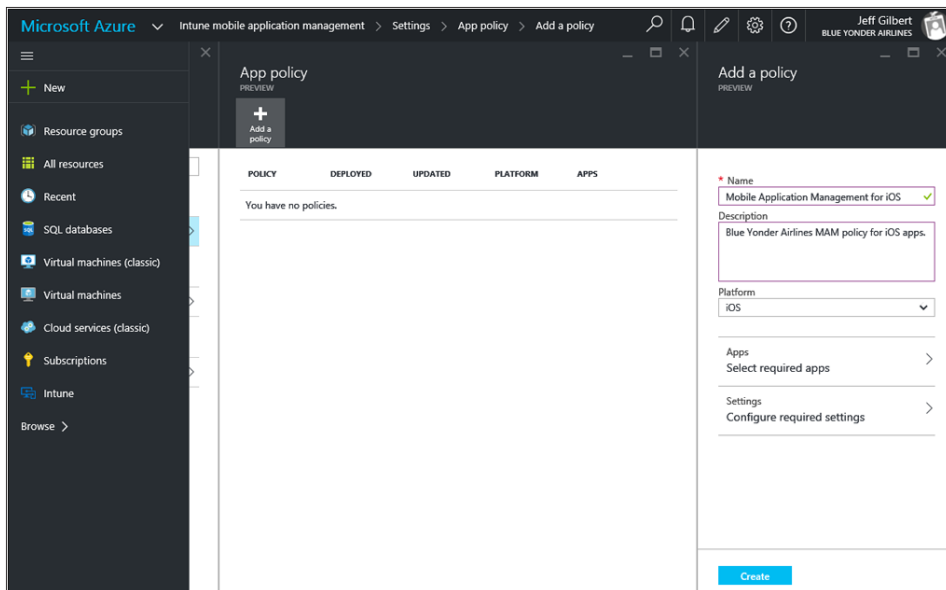 Microsoft Azure
Intune mobile application management > Settings > App policy > Add a policy
Jeff Gilbert
BLUE YONDER AIRLINES
New
Resource groups
All resources
Recent
SQL databases
Virtual machines (classic)
Virtual machines
Cloud services (classic)
Subscriptions
Intune
Browse >
App policy
PREVIEW
Add a
policy
POLICY DEPLOYED UPDATED PLATFORM APPS
You have no policies.
Add a policy
PREVIEW
* Name
Mobile Application Management for iOS
Description
Blue Yonder Airlines MAM policy for iOS apps.
Platform
iOS
Apps
Select required apps
Settings
Configure required settings
Create